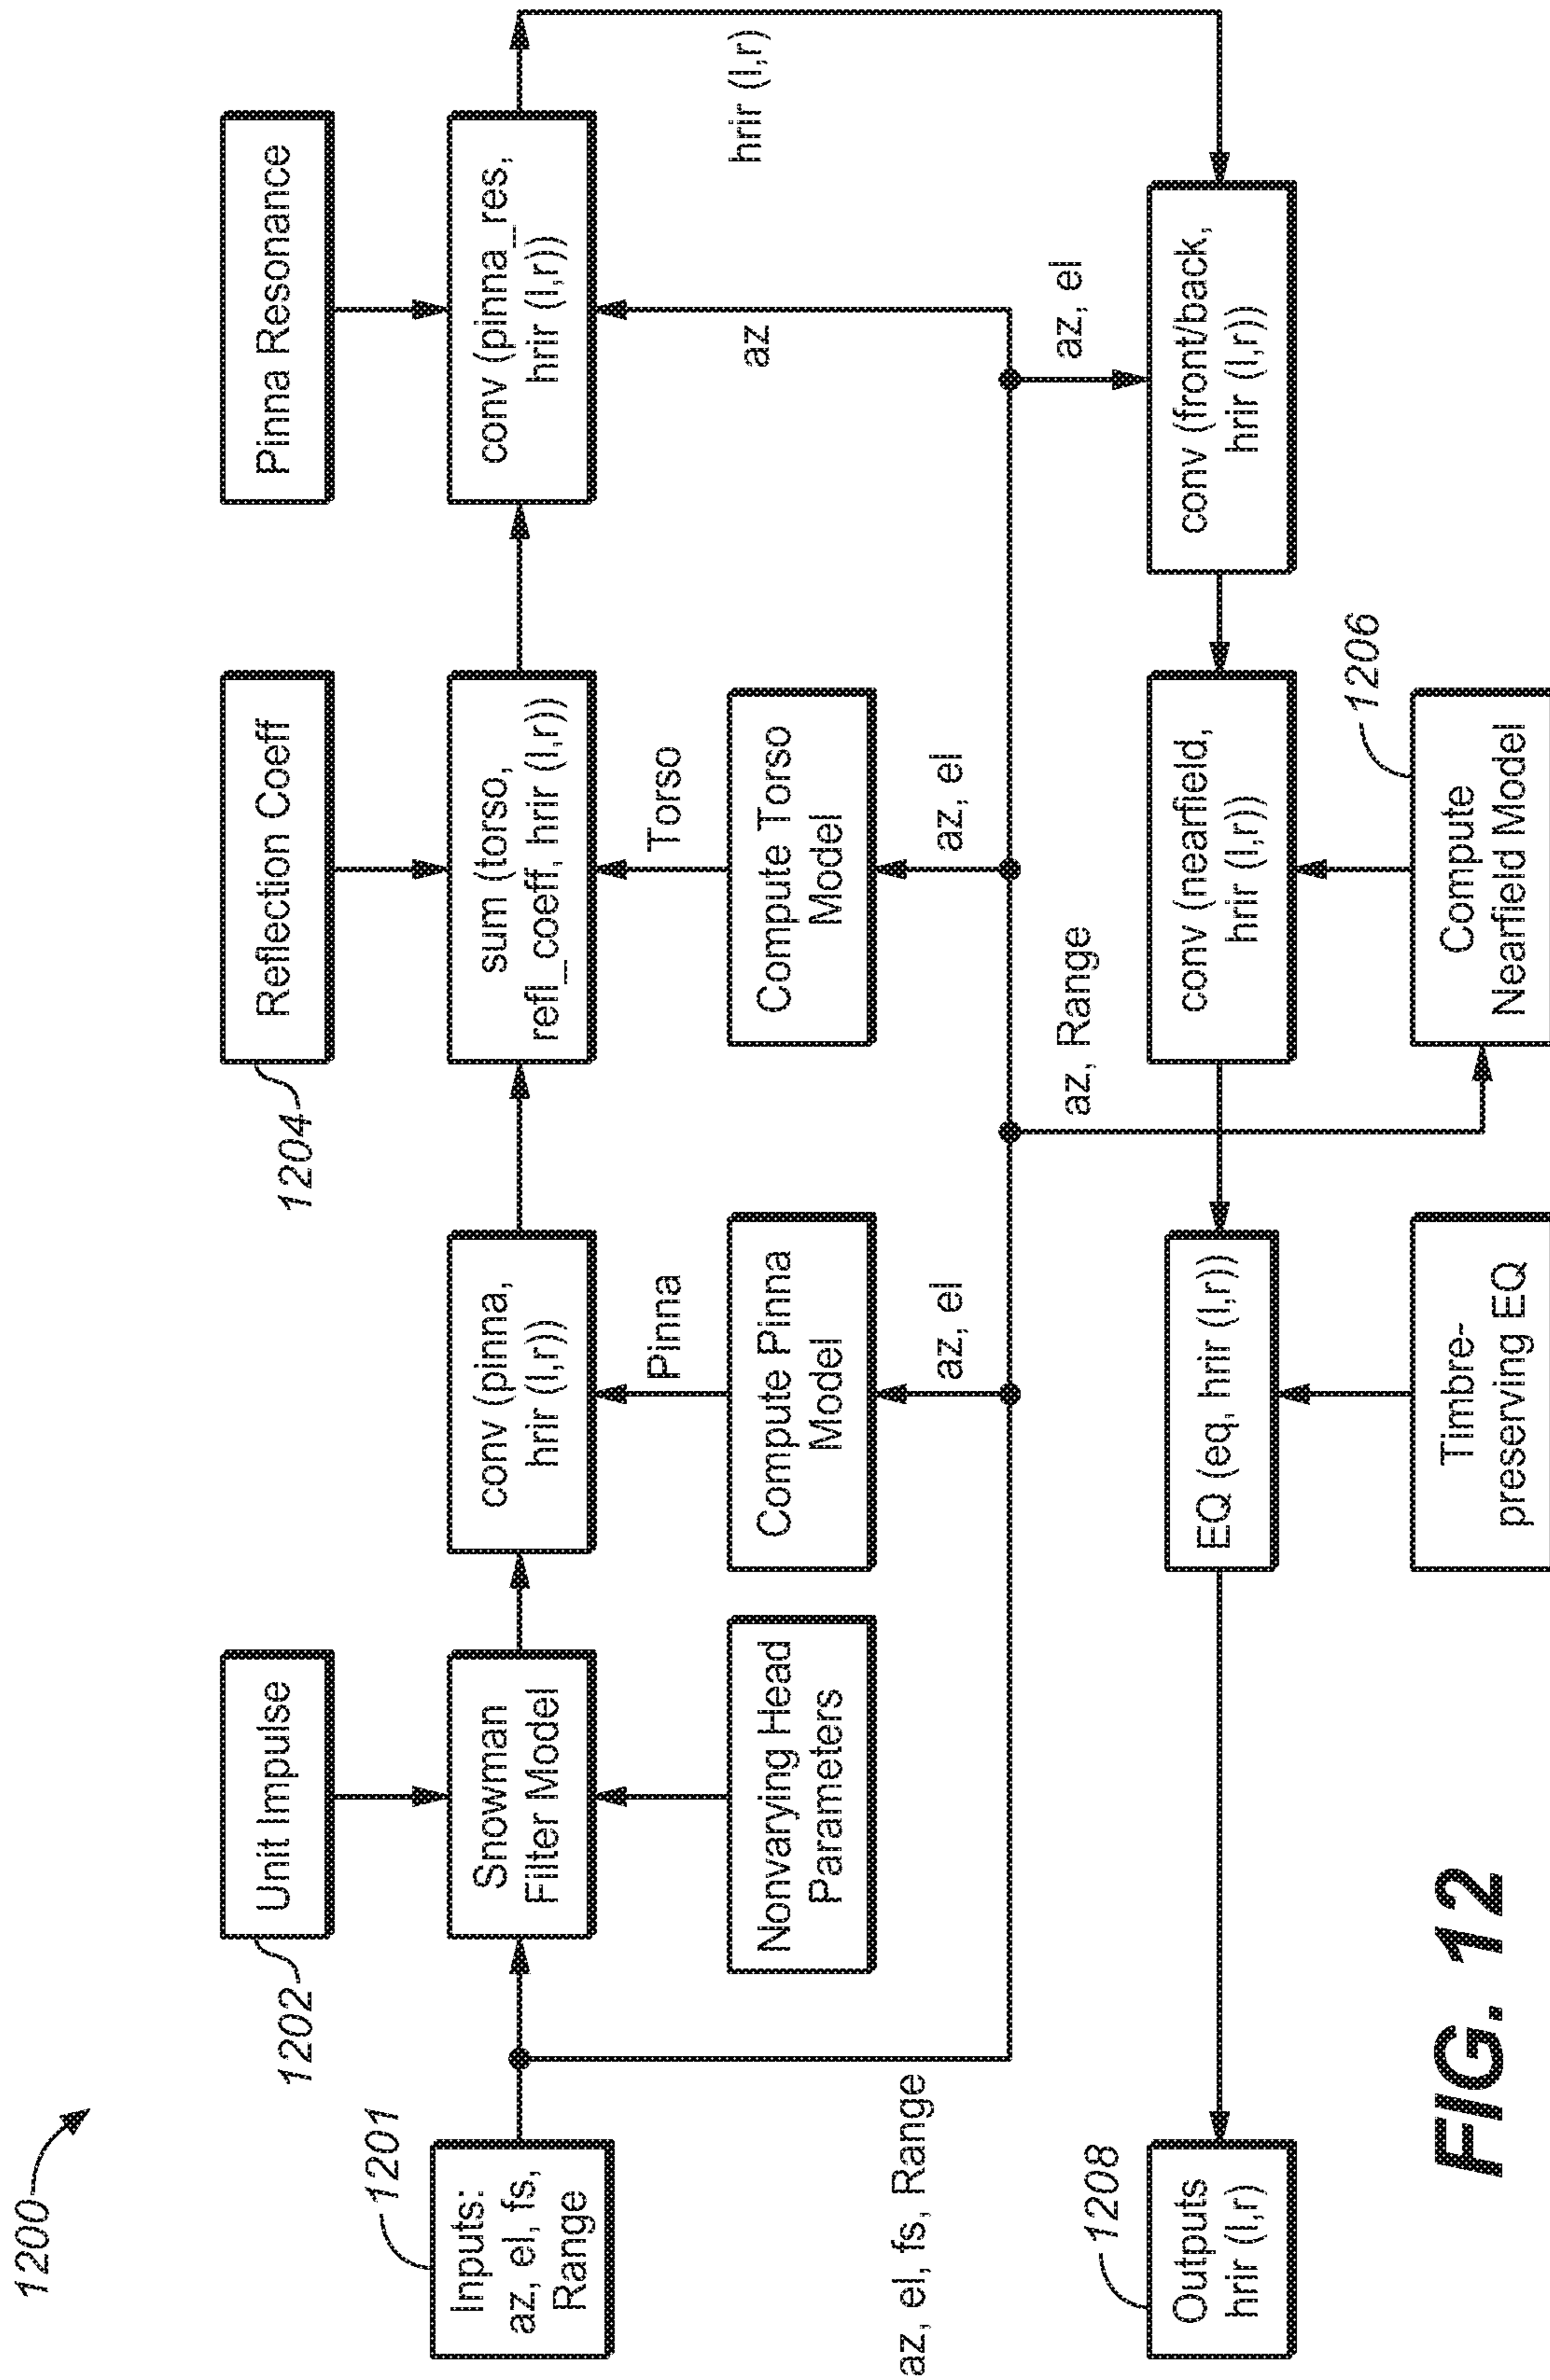 1200
1201
Inputs:
az, el, fs,
Range
1202
Unit Impulse
Snowman
Filter Model
Nonvarying Head
Parameters
conv (pinna,
hrir (l,r))
Pinna
Compute Pinna
Model
az, el
1204
Reflection Coeff
sum (torso,
refl_coeff, hrir (l,r))
Torso
Compute Torso
Model
az, el
Pinna Resonance
conv (pinna_res,
hrir (l,r))
az
hrir (l,r)
az, el, fs, Range
az, Range
az, el
1208
Outputs
hrir (l,r)
EQ (eq, hrir (l,r))
Timbre-
preserving EQ
conv (nearfield,
hrir (l,r))
1206
Compute
Nearfield Model
conv (front/back,
hrir (l,r))
FIG. 12